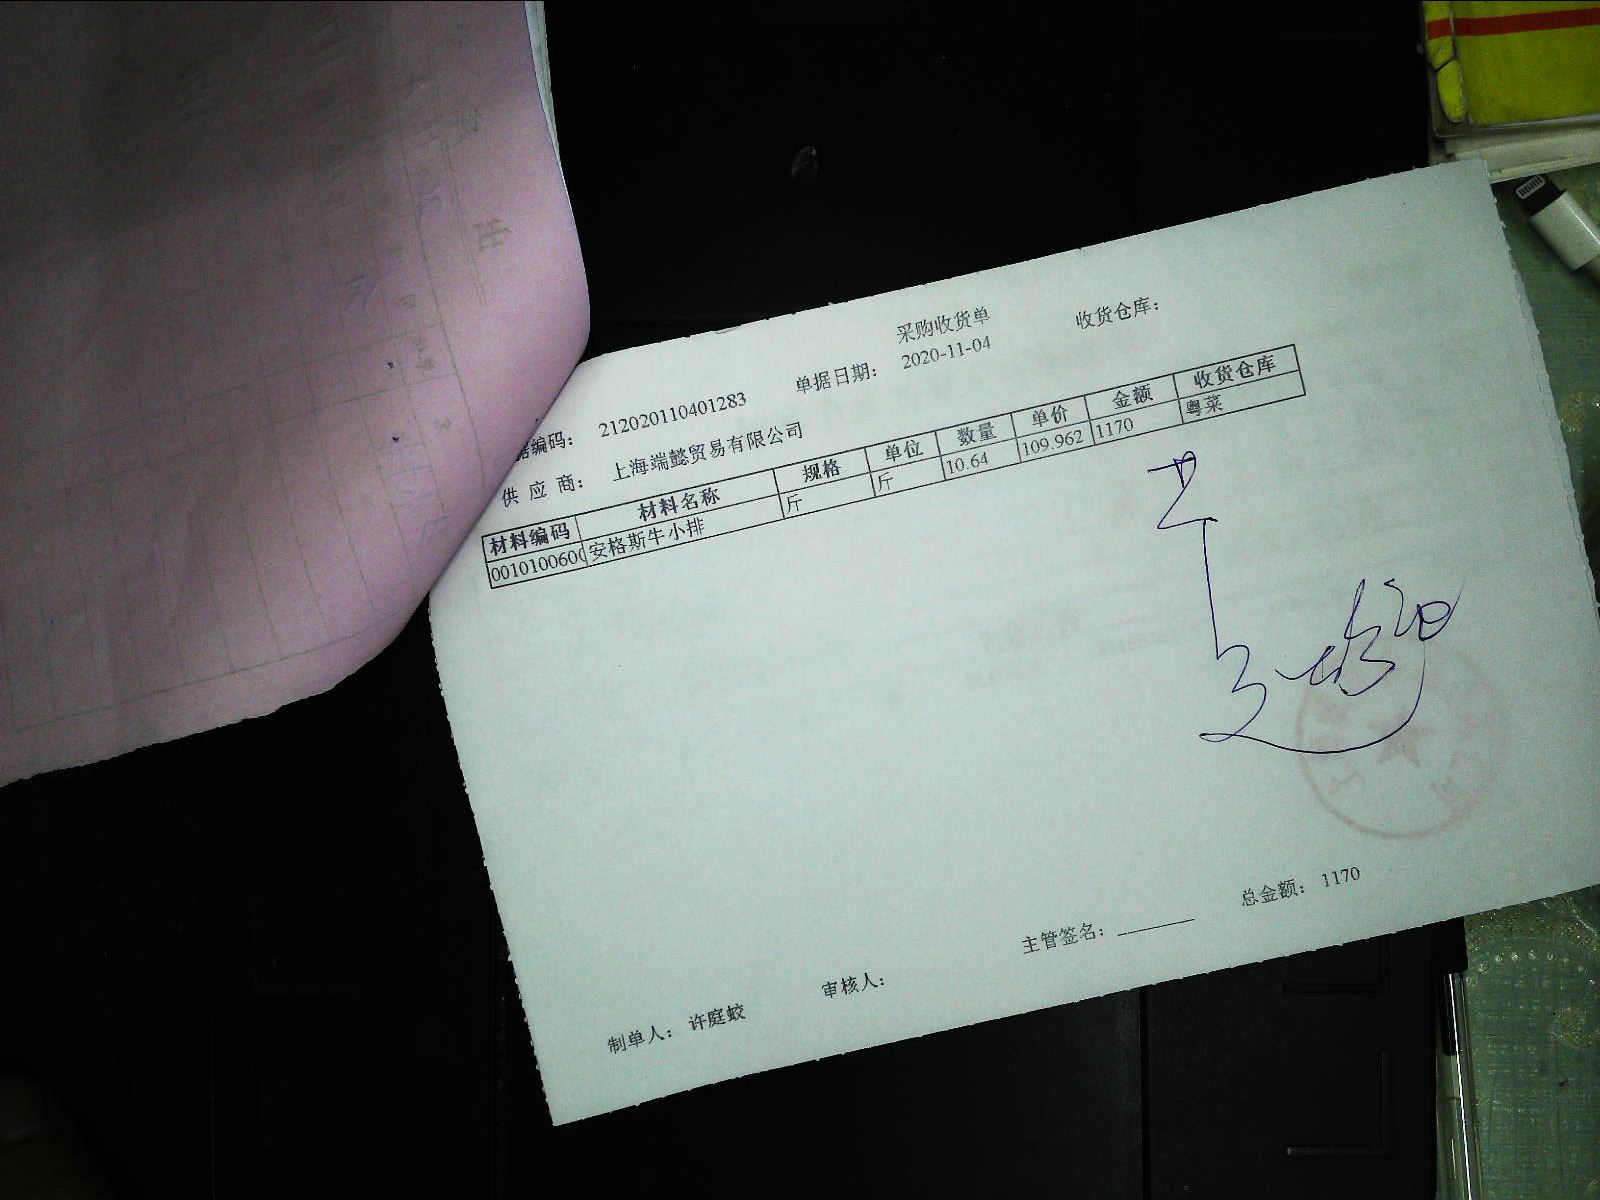 采购收货单
据编码： 212020110401283 单据日期： 2020-11-04 收货仓库：
供 应 商： 上海端懿贸易有限公司
材料编码 材料名称 规格 单位 数量 单价 金额 收货仓库
0010100600 安格斯牛小排 斤 斤 10.64 109.962 1170 粤菜
总金额： 1170
主管签名：
制单人： 许庭蛟 审核人：